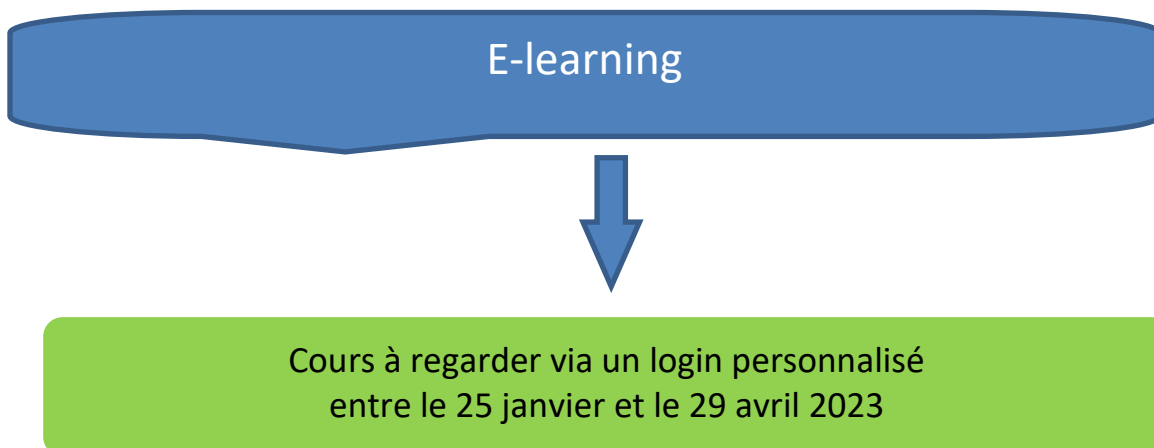 E-learning
Cours à regarder via un login personnalisé
entre le 25 janvier et le 29 avril 2023